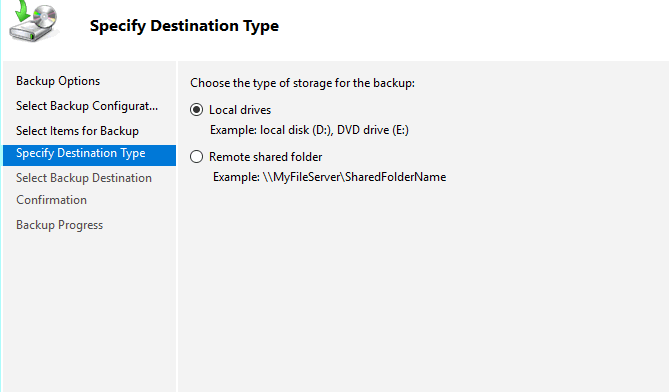 Specify Destination Type
Backup Options
Select Backup Configurat...
Select Items for Backup
Specify Destination Type
Select Backup Destination
Confirmation
Backup Progress
Choose the type of storage for the backup:
Local drives
Example: local disk (D:), DVD drive (E:)
Remote shared folder
Example: \\MyFileServer\SharedFolderName